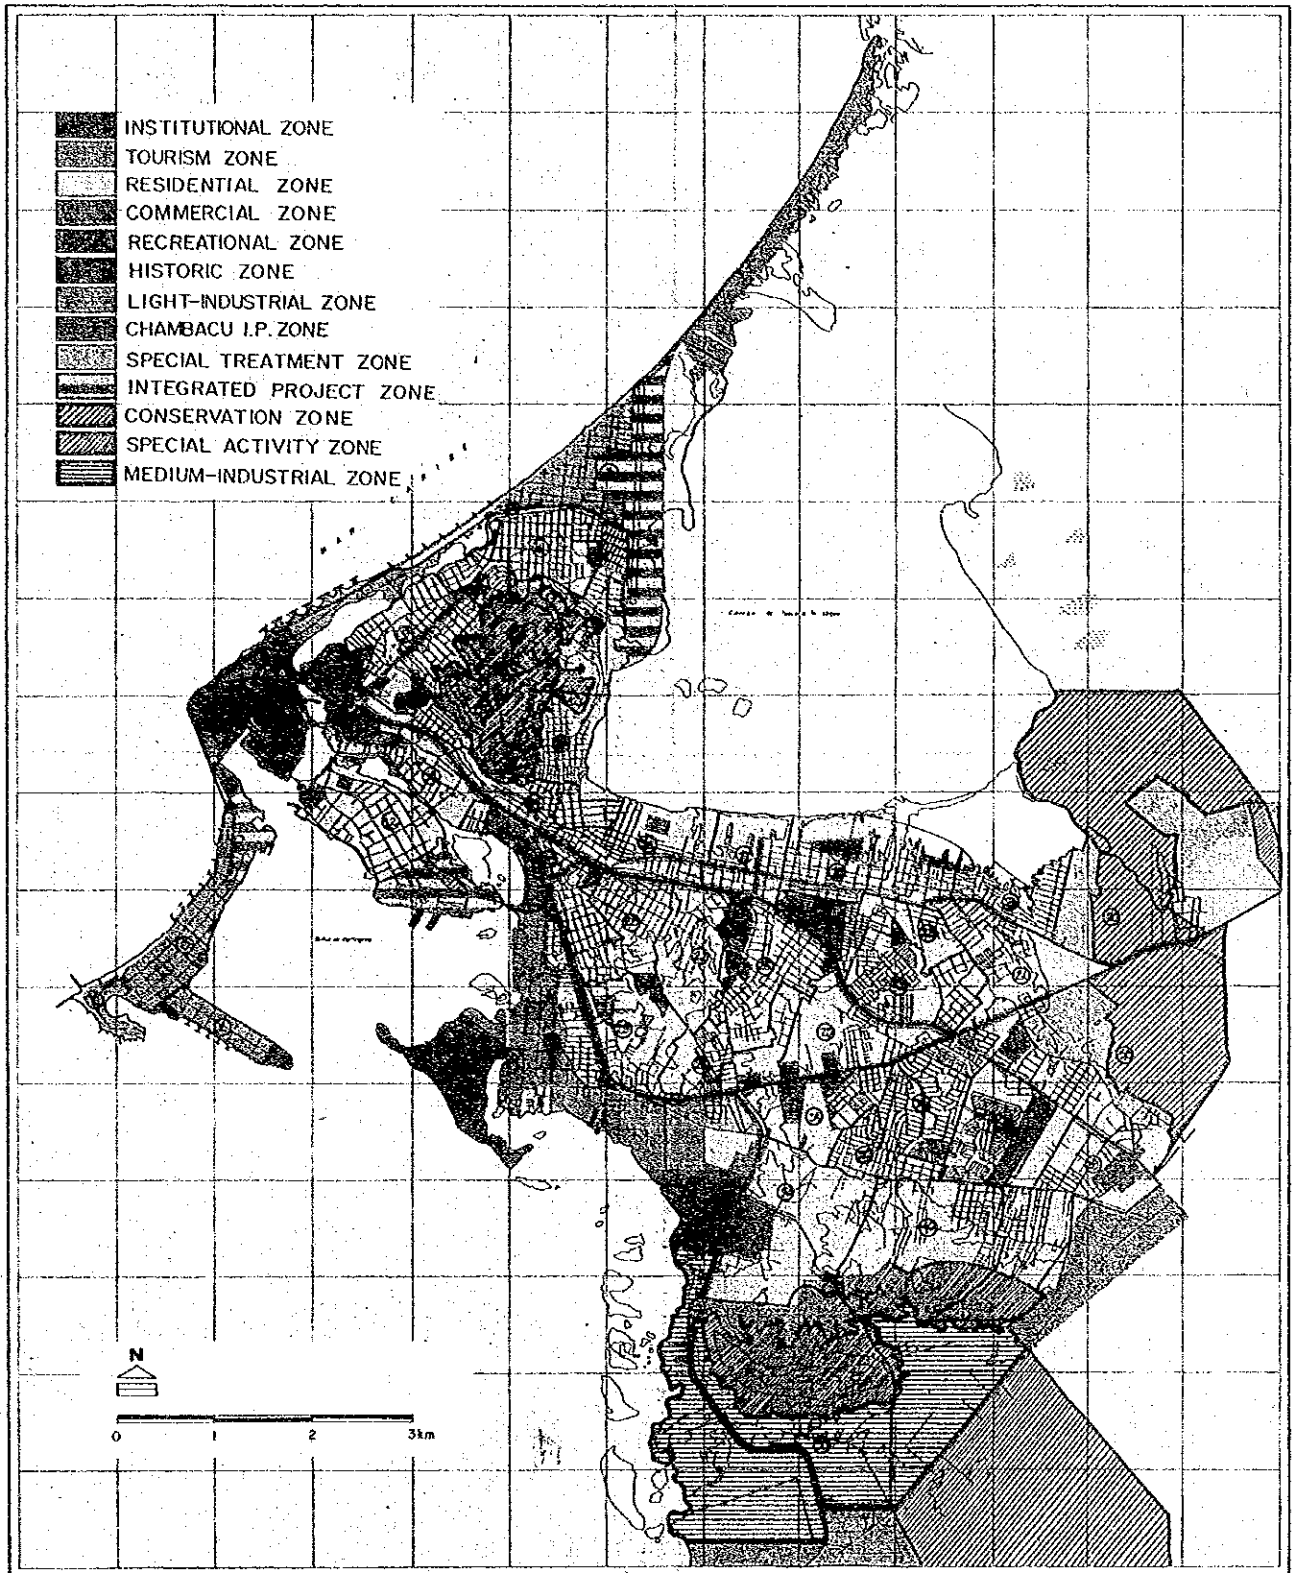 INSTITUTIONAL ZONE
TOURISM ZONE
RESIDENTIAL ZONE
COMMERCIAL ZONE
RECREATIONAL ZONE
HISTORIC ZONE
LIGHT-INDUSTRIAL ZONE
CHAMBACU I.P. ZONE
SPECIAL TREATMENT ZONE
INTEGRATED PROJECT ZONE
CONSERVATION ZONE
SPECIAL ACTIVITY ZONE
MEDIUM-INDUSTRIAL ZONE
N
0 1 2 3km